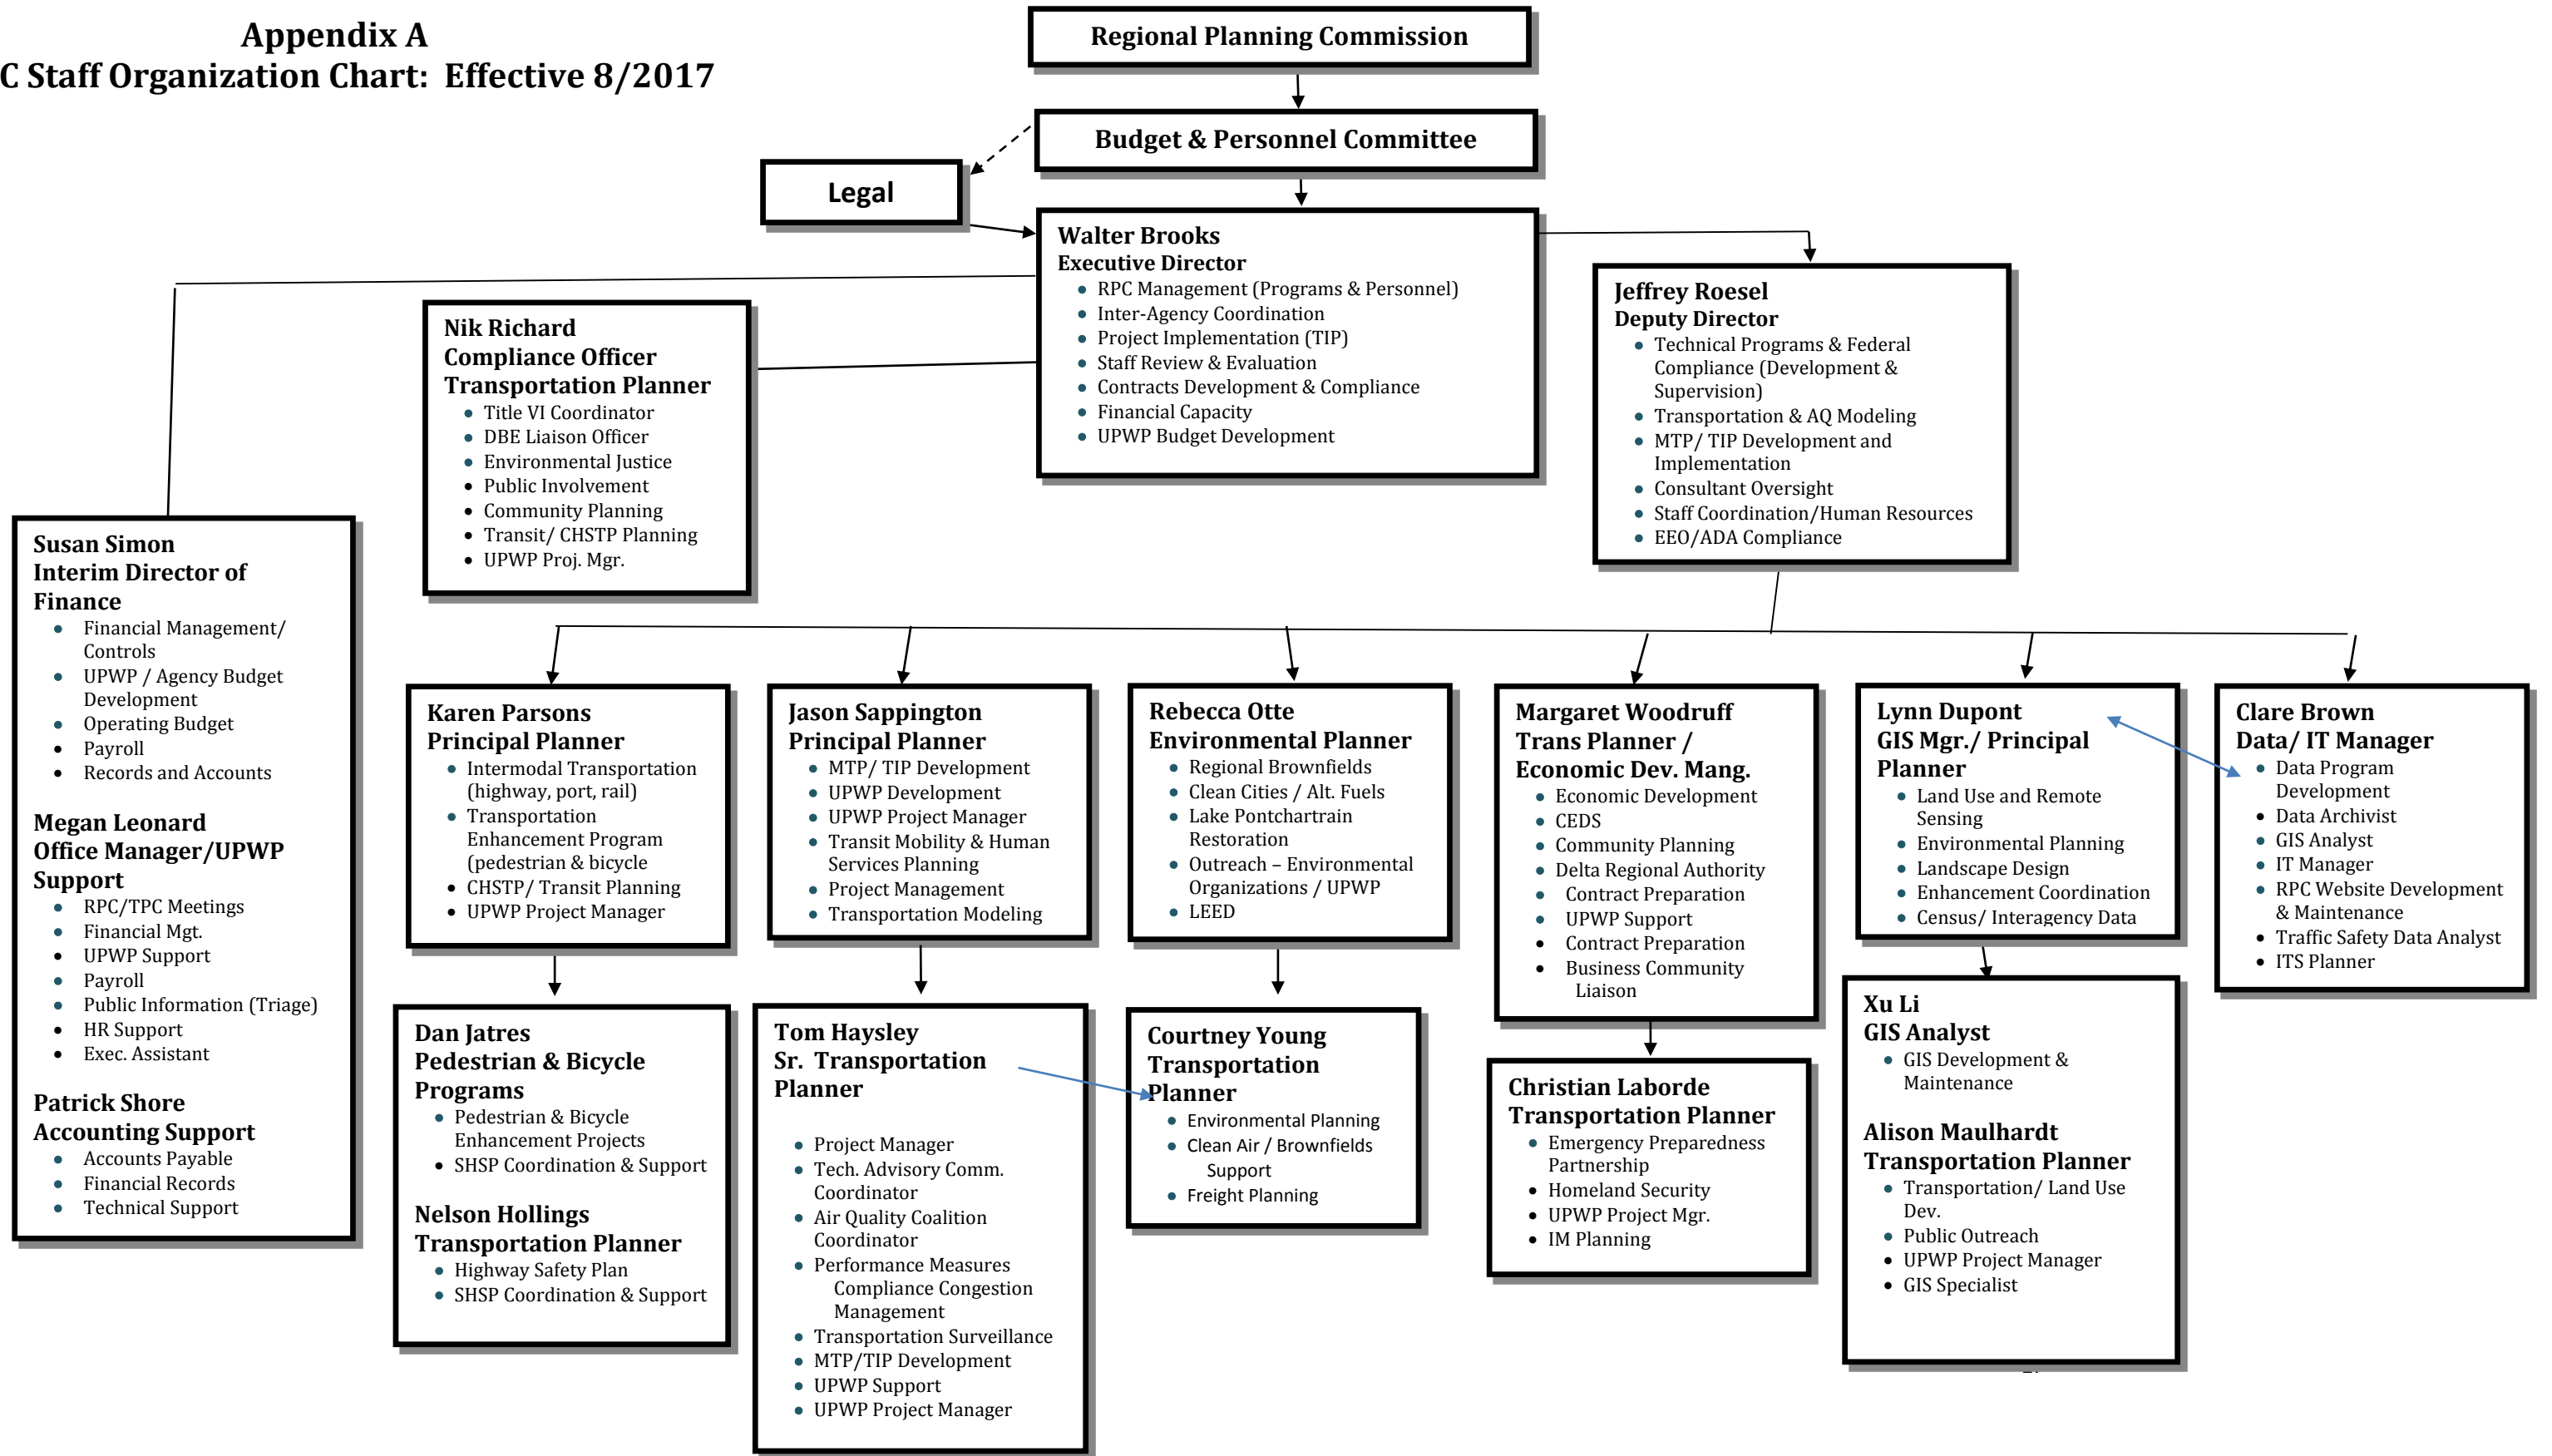 Appendix A
C Staff Organization Chart: Effective 8/2017
Regional Planning Commission
Budget & Personnel Committee
Legal
Walter Brooks
Executive Director
• RPC Management (Programs & Personnel)
• Inter-Agency Coordination
• Project Implementation (TIP)
• Staff Review & Evaluation
• Contracts Development & Compliance
• Financial Capacity
• UPWP Budget Development
Jeffrey Roesel
Deputy Director
• Technical Programs & Federal
Compliance (Development &
Supervision)
• Transportation & AQ Modeling
• MTP/ TIP Development and
Implementation
• Consultant Oversight
• Staff Coordination/Human Resources
• EEO/ADA Compliance
Nik Richard
Compliance Officer
Transportation Planner
• Title VI Coordinator
• DBE Liaison Officer
• Environmental Justice
• Public Involvement
• Community Planning
• Transit/ CHSTP Planning
• UPWP Proj. Mgr.
Susan Simon
Interim Director of
Finance
• Financial Management/
Controls
• UPWP / Agency Budget
Development
• Operating Budget
• Payroll
• Records and Accounts
Megan Leonard
Office Manager/UPWP
Support
• RPC/TPC Meetings
• Financial Mgt.
• UPWP Support
• Payroll
• Public Information (Triage)
• HR Support
• Exec. Assistant
Patrick Shore
Accounting Support
• Accounts Payable
• Financial Records
• Technical Support
Karen Parsons
Principal Planner
• Intermodal Transportation
(highway, port, rail)
• Transportation
Enhancement Program
(pedestrian & bicycle
• CHSTP/ Transit Planning
• UPWP Project Manager
Jason Sappington
Principal Planner
• MTP/ TIP Development
• UPWP Development
• UPWP Project Manager
• Transit Mobility & Human
Services Planning
• Project Management
• Transportation Modeling
Rebecca Otte
Environmental Planner
• Regional Brownfields
• Clean Cities / Alt. Fuels
• Lake Pontchartrain
Restoration
• Outreach – Environmental
Organizations / UPWP
• LEED
Margaret Woodruff
Trans Planner /
Economic Dev. Mang.
• Economic Development
• CEDS
• Community Planning
• Delta Regional Authority
• Contract Preparation
• UPWP Support
• Contract Preparation
• Business Community
Liaison
Lynn Dupont
GIS Mgr./ Principal
Planner
• Land Use and Remote
Sensing
• Environmental Planning
• Landscape Design
• Enhancement Coordination
• Census/ Interagency Data
Clare Brown
Data/ IT Manager
• Data Program
Development
• Data Archivist
• GIS Analyst
• IT Manager
• RPC Website Development
& Maintenance
• Traffic Safety Data Analyst
• ITS Planner
Dan Jatres
Pedestrian & Bicycle
Programs
• Pedestrian & Bicycle
Enhancement Projects
• SHSP Coordination & Support
Nelson Hollings
Transportation Planner
• Highway Safety Plan
• SHSP Coordination & Support
Tom Haysley
Sr. Transportation
Planner
• Project Manager
• Tech. Advisory Comm.
Coordinator
• Air Quality Coalition
Coordinator
• Performance Measures
Compliance Congestion
Management
• Transportation Surveillance
• MTP/TIP Development
• UPWP Support
• UPWP Project Manager
Courtney Young
Transportation
Planner
• Environmental Planning
• Clean Air / Brownfields
Support
• Freight Planning
Christian Laborde
Transportation Planner
• Emergency Preparedness
Partnership
• Homeland Security
• UPWP Project Mgr.
• IM Planning
Xu Li
GIS Analyst
• GIS Development &
Maintenance
Alison Maulhardt
Transportation Planner
• Transportation/ Land Use
Dev.
• Public Outreach
• UPWP Project Manager
• GIS Specialist